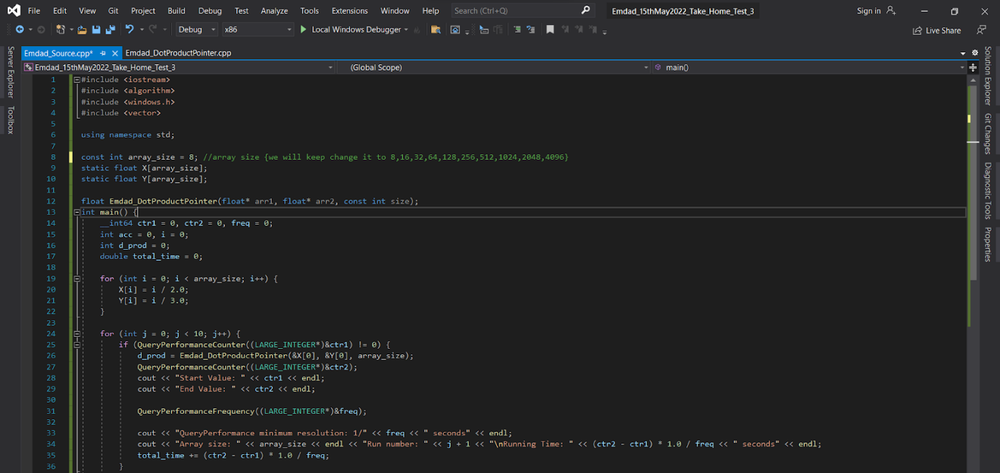 File Edit View Git Project Build Debug Test Analyze Tools Extensions Window Help Search (Ctrl+Q) Emdad_15thMay2022_Take_Home_Test_3 Sign in
Debug x86 Local Windows Debugger Live Share
Emdad_Source.cpp* Emdad_DotProductPointer.cpp
Emdad_15thMay2022_Take_Home_Test_3 (Global Scope) main()
Server Explorer
Toolbox
1 #include <iostream>
2 #include <algorithm>
3 #include <windows.h>
4 #include <vector>
5
6 using namespace std;
7
8 const int array_size = 8; //array size {we will keep change it to 8,16,32,64,128,256,512,1024,2048,4096}
9 static float X[array_size];
10 static float Y[array_size];
11
12 float Emdad_DotProductPointer(float* arr1, float* arr2, const int size);
13 int main() {
14 __int64 ctr1 = 0, ctr2 = 0, freq = 0;
15 int acc = 0, i = 0;
16 int d_prod = 0;
17 double total_time = 0;
18
19 for (int i = 0; i < array_size; i++) {
20 X[i] = i / 2.0;
21 Y[i] = i / 3.0;
22 }
23
24 for (int j = 0; j < 10; j++) {
25 if (QueryPerformanceCounter((LARGE_INTEGER*)&ctr1) != 0) {
26 d_prod = Emdad_DotProductPointer(&X[0], &Y[0], array_size);
27 QueryPerformanceCounter((LARGE_INTEGER*)&ctr2);
28 cout << "Start Value: " << ctr1 << endl;
29 cout << "End Value: " << ctr2 << endl;
30
31 QueryPerformanceFrequency((LARGE_INTEGER*)&freq);
32
33 cout << "QueryPerformance minimum resolution: 1/" << freq << " seconds" << endl;
34 cout << "Array size: " << array_size << endl << "Run number: " << j + 1 << "\nRunning Time: " << (ctr2 - ctr1) * 1.0 / freq << " seconds" << endl;
35 total_time += (ctr2 - ctr1) * 1.0 / freq;
36 }
Solution Explorer
Git Changes
Diagnostic Tools
Properties